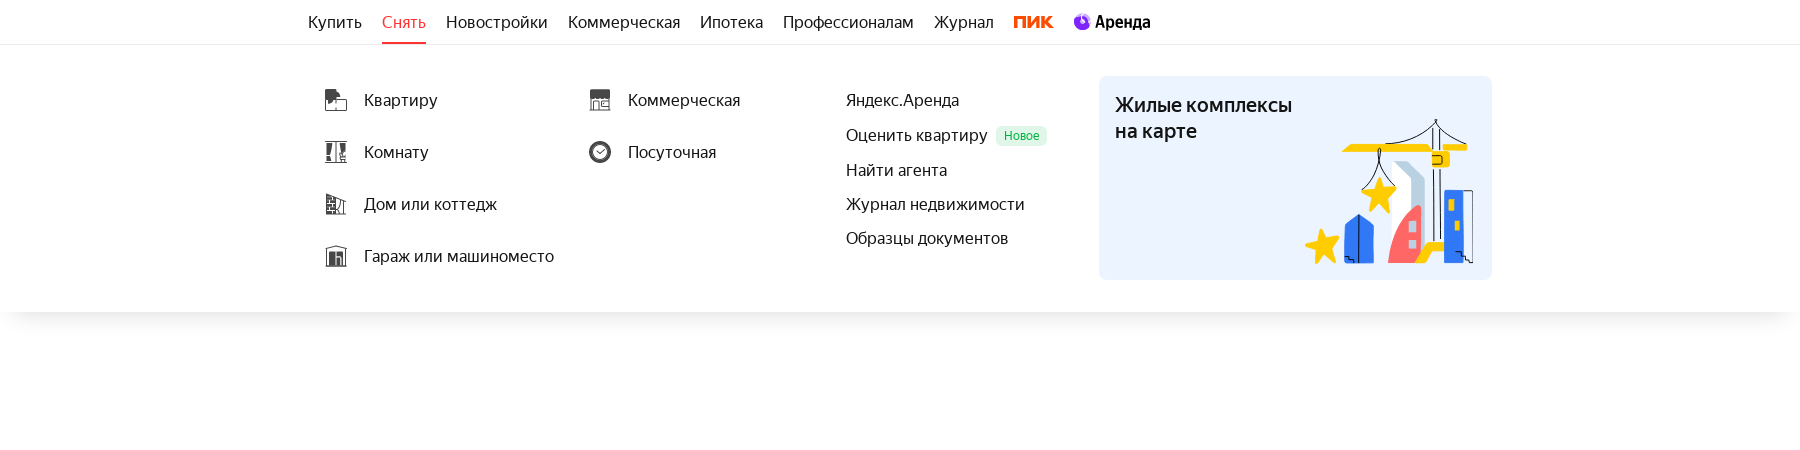 Купить Снять Новостройки Коммерческая Ипотека Профессионалам Журнал ПИК Аренда
Квартиру
Комнату
Дом или коттедж
Гараж или машиноместо
Коммерческая
Посуточная
Яндекс.Аренда
Оценить квартиру Новое
Найти агента
Журнал недвижимости
Образцы документов
Жилые комплексы
на карте